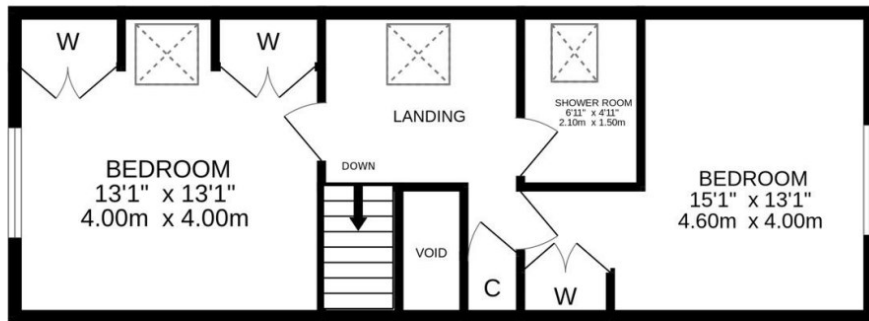 W
W
LANDING
SHOWER ROOM
6'11" x 4'11"
2.10m x 1.50m
DOWN
BEDROOM
13'1" x 13'1"
4.00m x 4.00m
BEDROOM
15'1" x 13'1"
4.60m x 4.00m
VOID
C
W